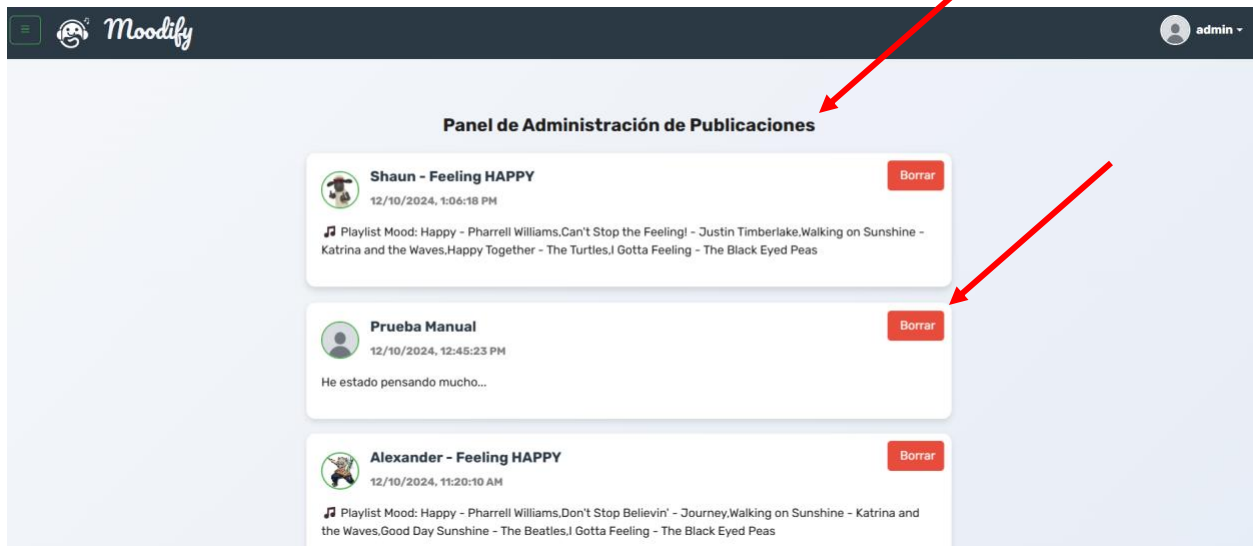 Moodify
admin
Panel de Administración de Publicaciones
Shaun - Feeling HAPPY
Borrar
12/10/2024, 1:06:18 PM
Playlist Mood: Happy - Pharrell Williams,Can't Stop the Feeling! - Justin Timberlake,Walking on Sunshine -
Katrina and the Waves,Happy Together - The Turtles,I Gotta Feeling - The Black Eyed Peas
Prueba Manual
Borrar
12/10/2024, 12:45:23 PM
He estado pensando mucho...
Alexander - Feeling HAPPY
Borrar
12/10/2024, 11:20:10 AM
Playlist Mood: Happy - Pharrell Williams,Don't Stop Believin' - Journey,Walking on Sunshine - Katrina and
the Waves,Good Day Sunshine - The Beatles,I Gotta Feeling - The Black Eyed Peas